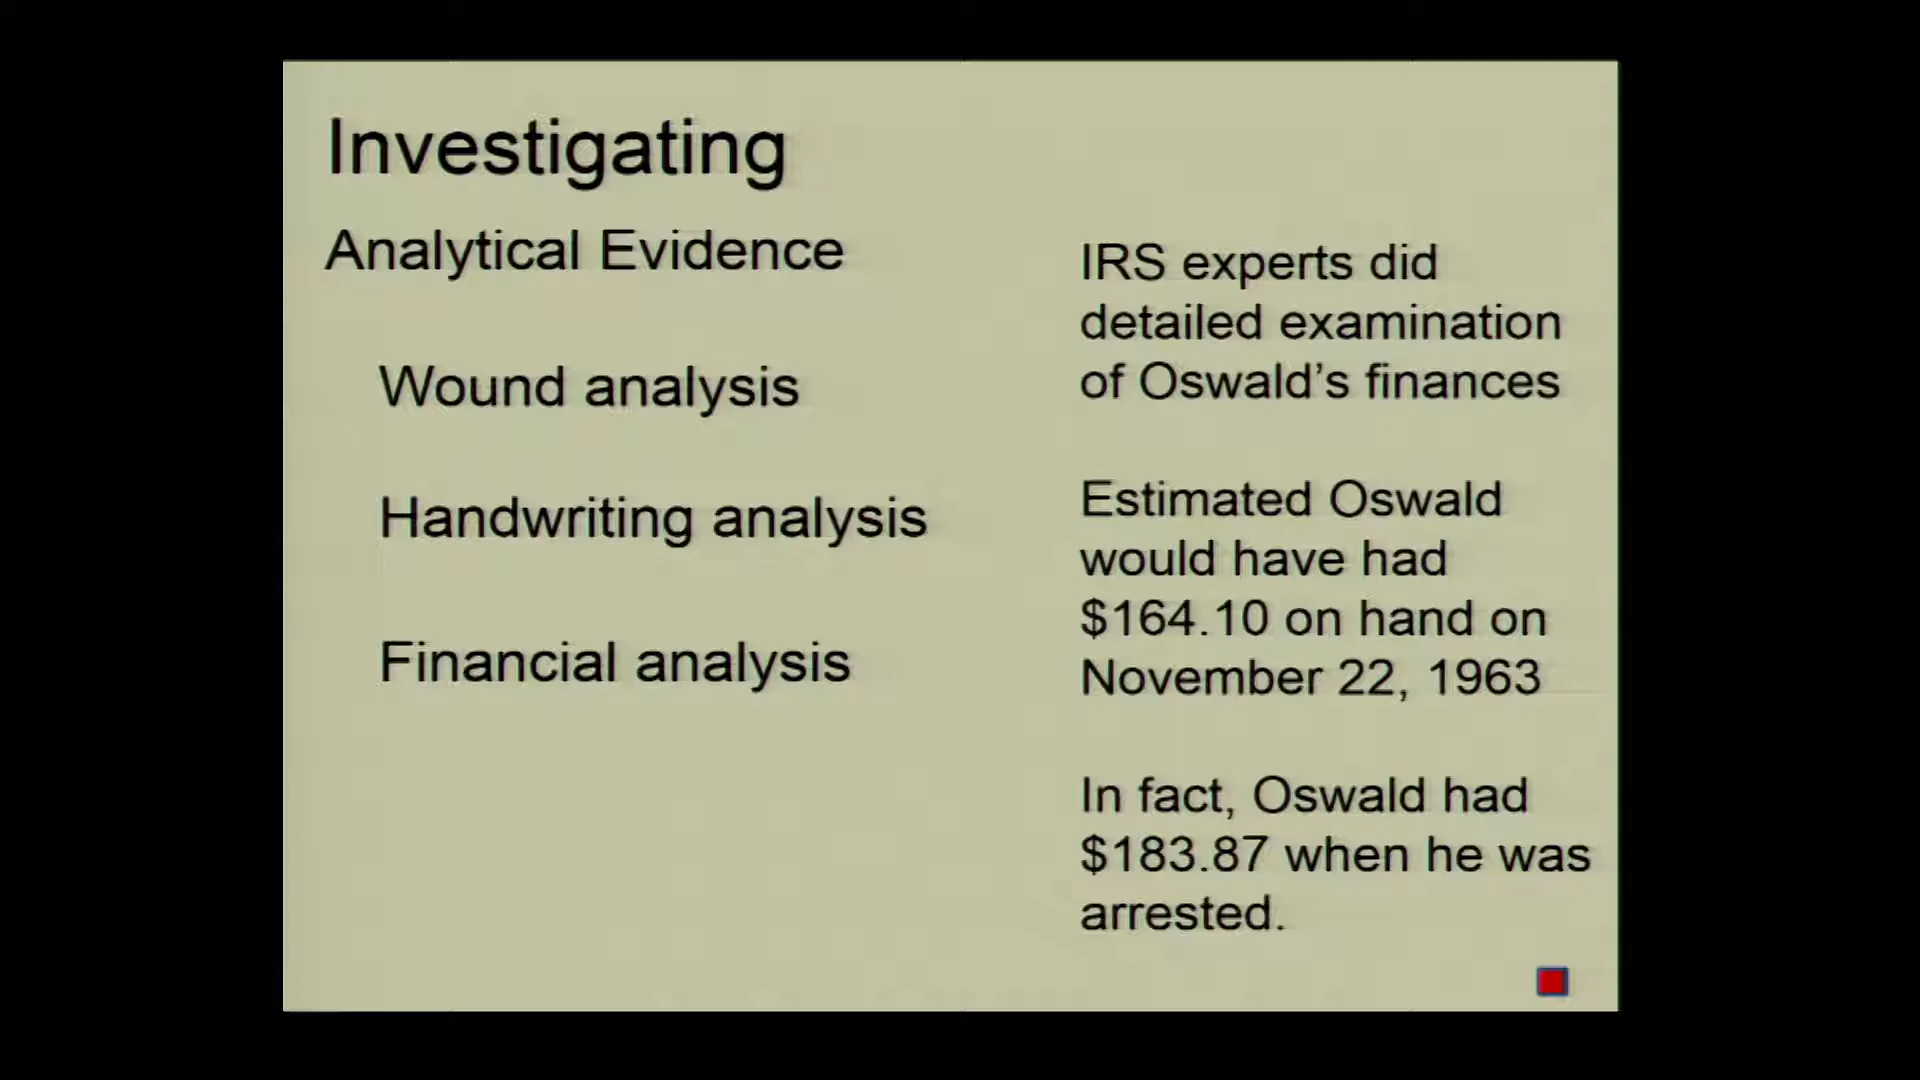 Investigating
Analytical Evidence
Wound analysis
Handwriting analysis
Financial analysis
IRS experts did
detailed examination
of Oswald’s finances
Estimated Oswald
would have had
$164.10 on hand on
November 22, 1963
In fact, Oswald had
$183.87 when he was
arrested.